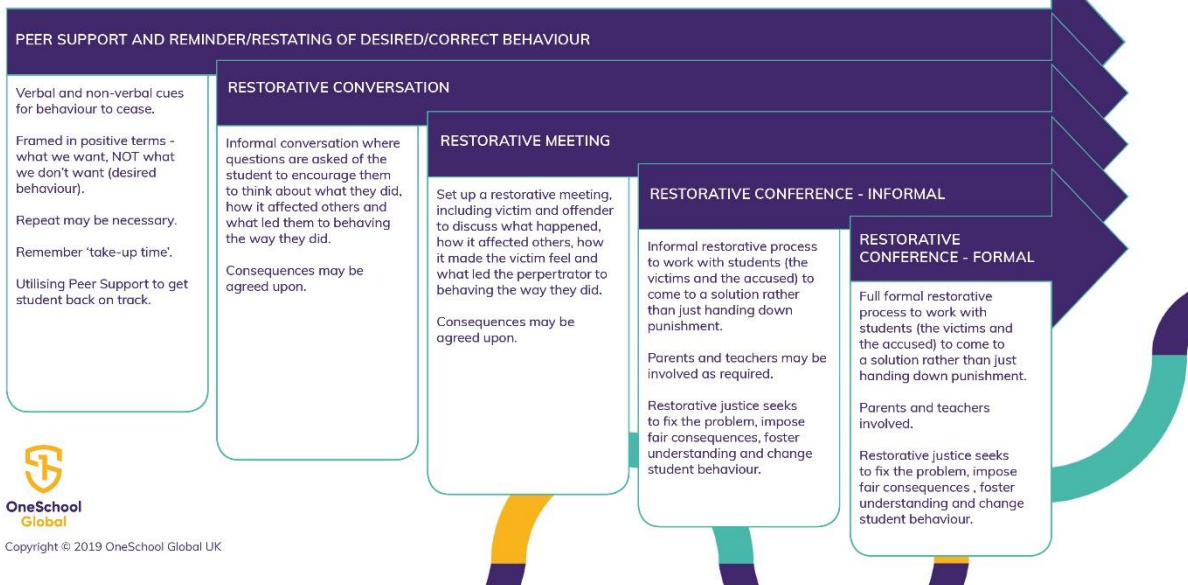 PEER SUPPORT AND REMINDER/RESTATING OF DESIRED/CORRECT BEHAVIOUR
Verbal and non-verbal cues
for behaviour to cease.
Framed in positive terms -
what we want, NOT what
we don't want (desired
behaviour).
Repeat may be necessary.
Remember 'take-up time'.
Utilising Peer Support to get
student back on track.
RESTORATIVE CONVERSATION
Informal conversation where
questions are asked of the
student to encourage them
to think about what they did,
how it affected others and
what led them to behaving
the way they did.
Consequences may be
agreed upon.
RESTORATIVE MEETING
Set up a restorative meeting,
including victim and offender
to discuss what happened,
how it affected others, how
it made the victim feel and
what led the perpertrator to
behaving the way they did.
Consequences may be
agreed upon.
RESTORATIVE CONFERENCE - INFORMAL
Informal restorative process
to work with students (the
victims and the accused) to
come to a solution rather
than just handing down
punishment.
Parents and teachers may be
involved as required.
Restorative justice seeks
to fix the problem, impose
fair consequences, foster
understanding and change
student behaviour.
RESTORATIVE
CONFERENCE - FORMAL
Full formal restorative
process to work with
students (the victims and
the accused) to come to
a solution rather than just
handing down punishment.
Parents and teachers
involved.
Restorative justice seeks
to fix the problem, impose
fair consequences , foster
understanding and change
student behaviour.
OneSchool
Global
Copyright © 2019 OneSchool Global UK